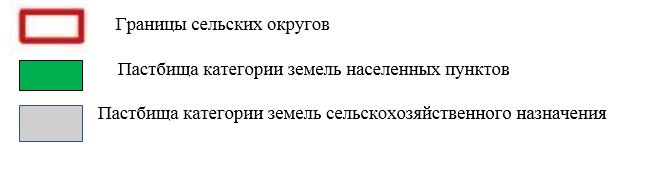 Границы сельских округов
Пастбища категории земель населенных пунктов
Пастбища категории земель сельскохозяйственного назначения